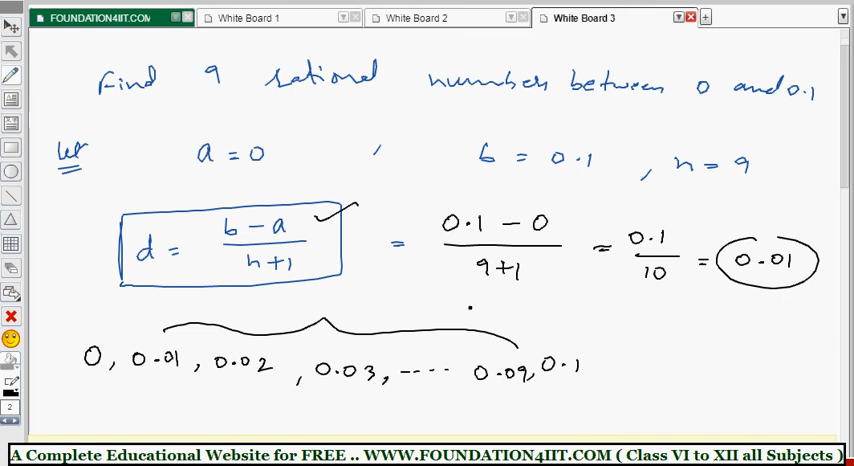 FOUNDATION4IIT.COM White Board 1 White Board 2 White Board 3
Find 9 rational numbers between 0 and 0.1
Let a = 0 , b = 0.1 , n = 9
d = b - a / n + 1 = 0.1 - 0 / 9 + 1 = 0.1 / 10 = 0.01
0, 0.01, 0.02, 0.03, ---- 0.09, 0.1
2
A Complete Educational Website for FREE .. WWW.FOUNDATION4IIT.COM ( Class VI to XII all Subjects )